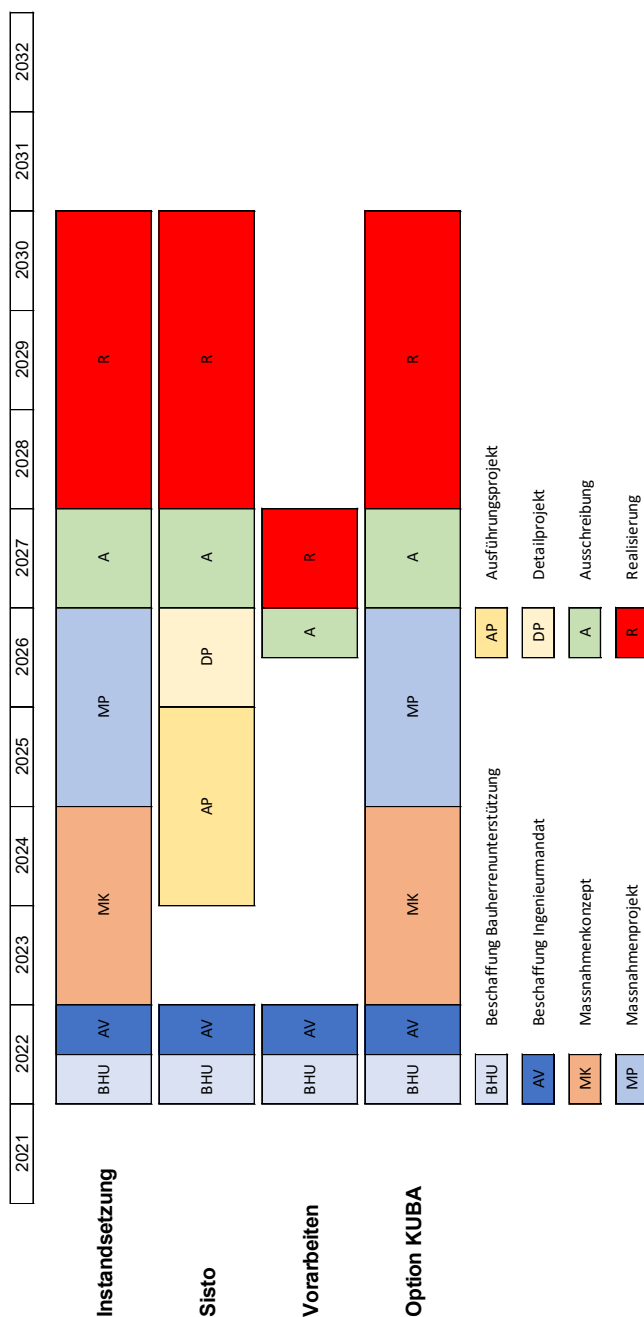 2021 2022 2023 2024 2025 2026 2027 2028 2029 2030 2031 2032
Instandsetzung BHU AV MK MP A R
Sisto BHU AV AP DP A R
Vorarbeiten BHU AV A R
Option KUBA BHU AV MK MP A R
BHU Beschaffung Bauherrenunterstützung AP Ausführungsprojekt
AV Beschaffung Ingenieurmandat DP Detailprojekt
MK Massnahmenkonzept A Ausschreibung
MP Massnahmenprojekt R Realisierung